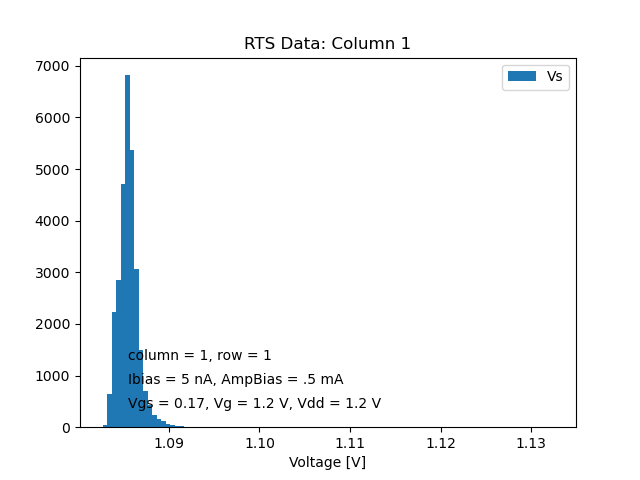 RTS Data: Column 1
Vs
7000
6000
5000
4000
3000
2000
1000
0
column = 1, row = 1
Ibias = 5 nA, AmpBias = .5 mA
Vgs = 0.17, Vg = 1.2 V, Vdd = 1.2 V
1.09 1.10 1.11 1.12 1.13
Voltage [V]